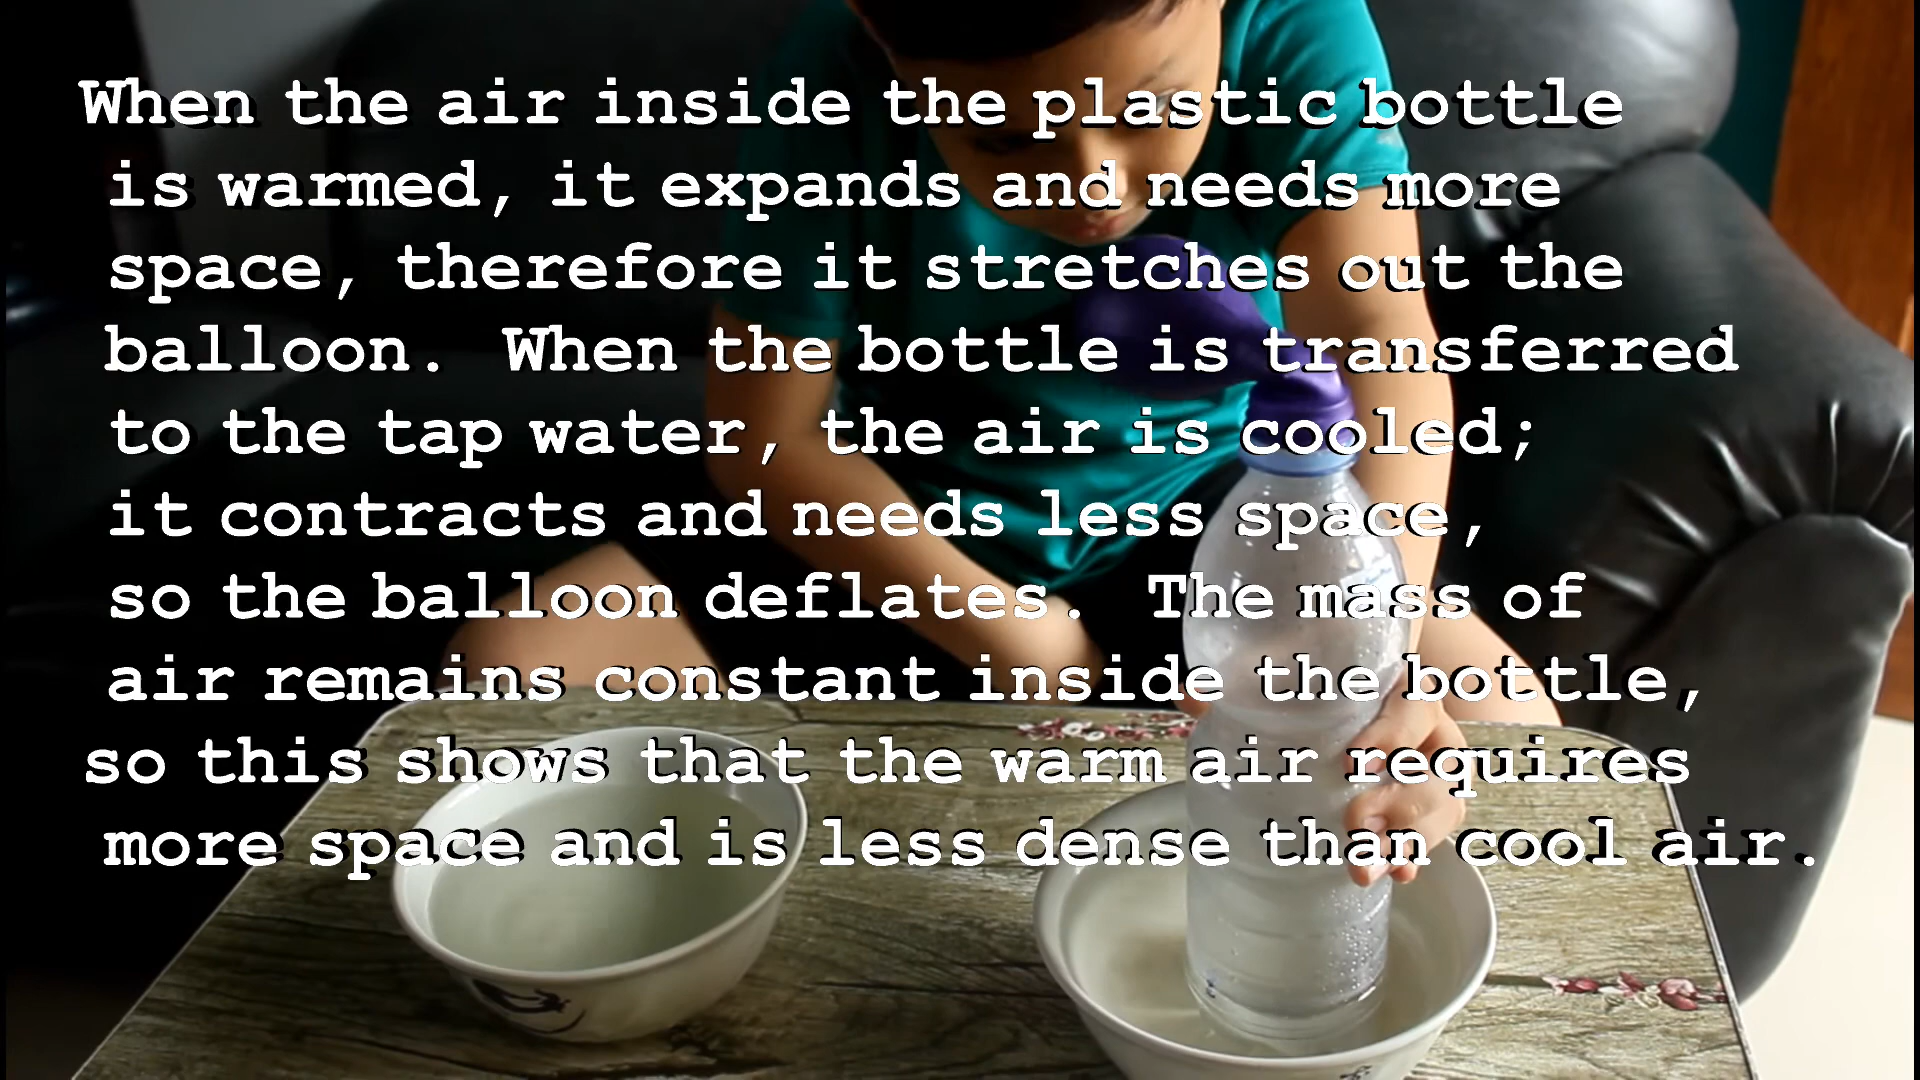 When the air inside the plastic bottle
is warmed, it expands and needs more
space, therefore it stretches out the
balloon. When the bottle is transferred
to the tap water, the air is cooled;
it contracts and needs less space,
so the balloon deflates. The mass of
air remains constant inside the bottle,
so this shows that the warm air requires
more space and is less dense than cool air.